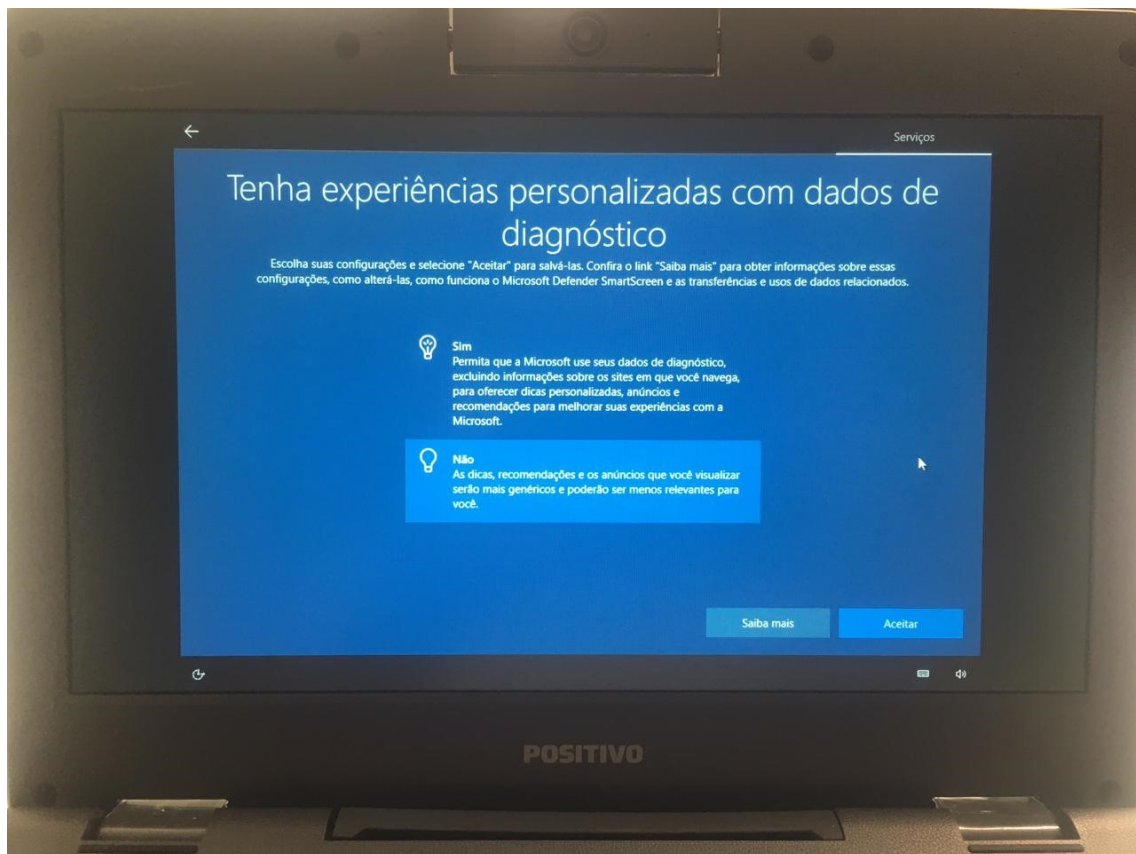 Serviços
Tenha experiências personalizadas com dados de
diagnóstico
Escolha suas configurações e selecione "Aceitar" para salvá-las. Confira o link "Saiba mais" para obter informações sobre essas
configurações, como alterá-las, como funciona o Microsoft Defender SmartScreen e as transferências e usos de dados relacionados.
Sim
Permita que a Microsoft use seus dados de diagnóstico,
excluindo informações sobre os sites em que você navega,
para oferecer dicas personalizadas, anúncios e
recomendações para melhorar suas experiências com a
Microsoft.
Não
As dicas, recomendações e os anúncios que você visualizar
serão mais genéricos e poderão ser menos relevantes para
você.
Saiba mais
Aceitar
POSITIVO